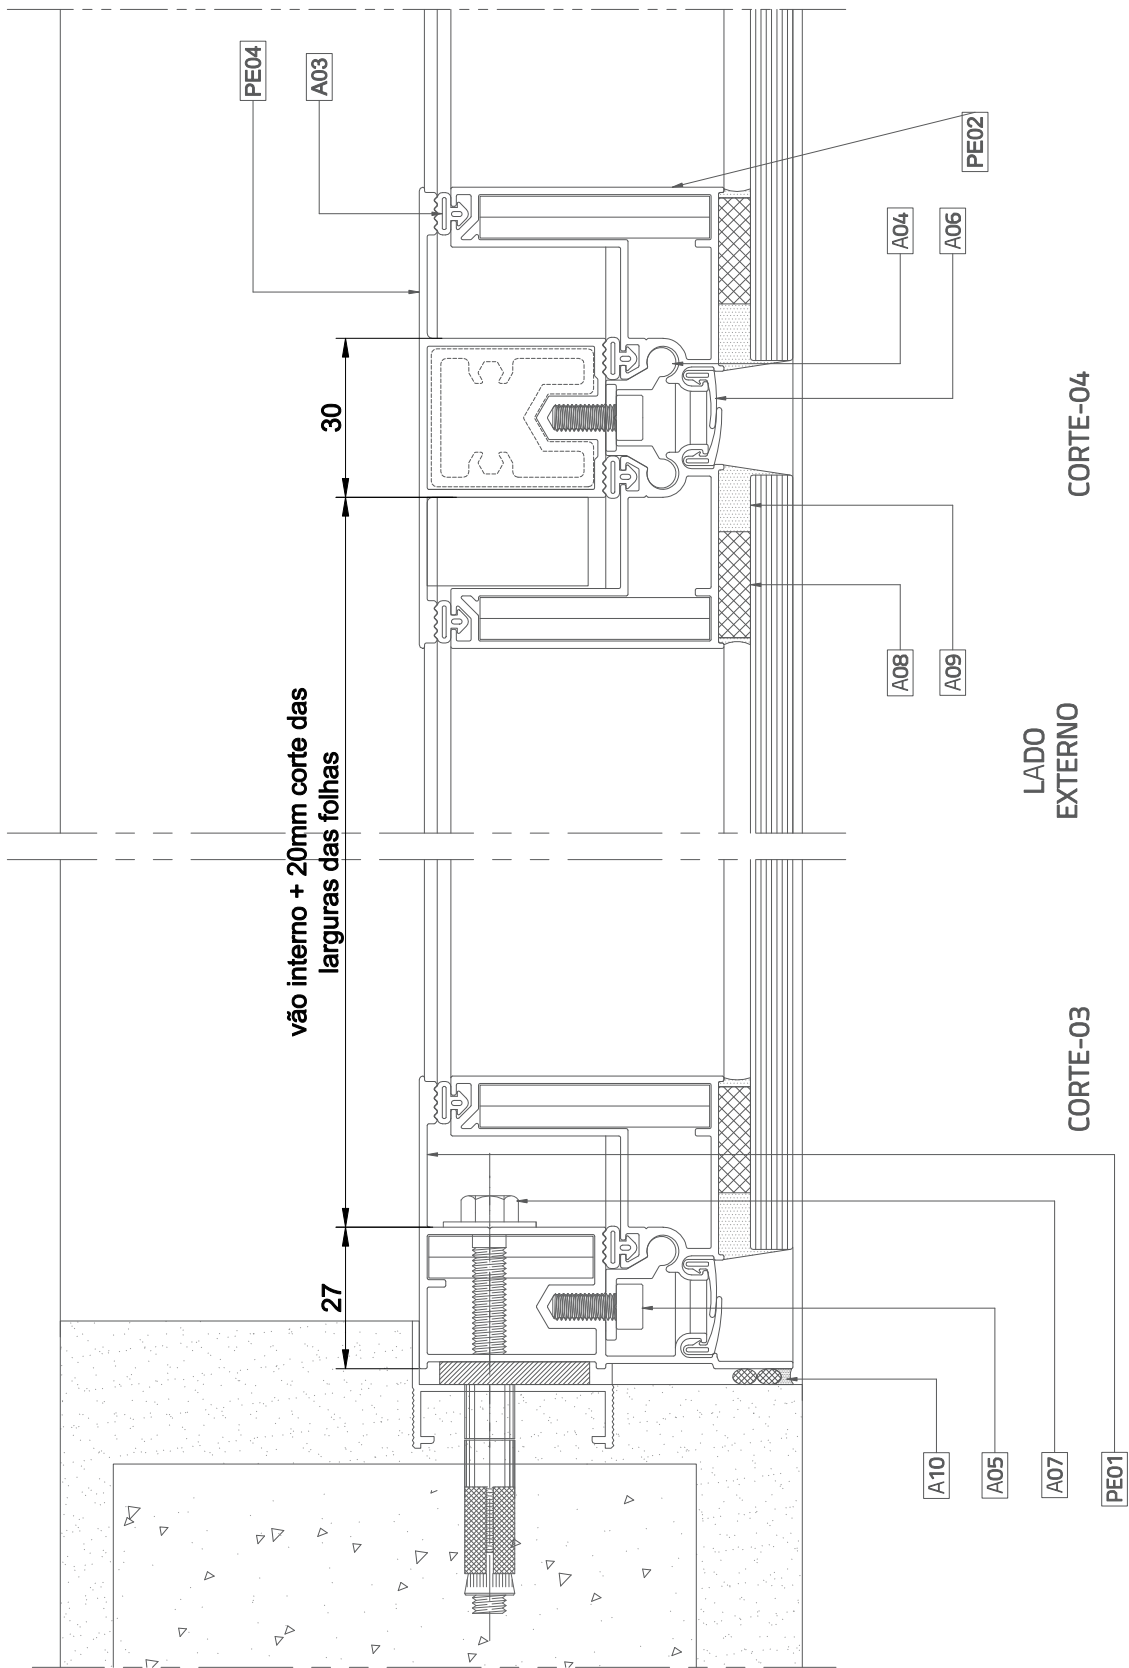 PE04
A03
PE02
A04
A06
CORTE-04
30
A08
A09
vão interno + 20mm corte das
larguras das folhas
LADO
EXTERNO
CORTE-03
27
A10
A05
A07
PE01